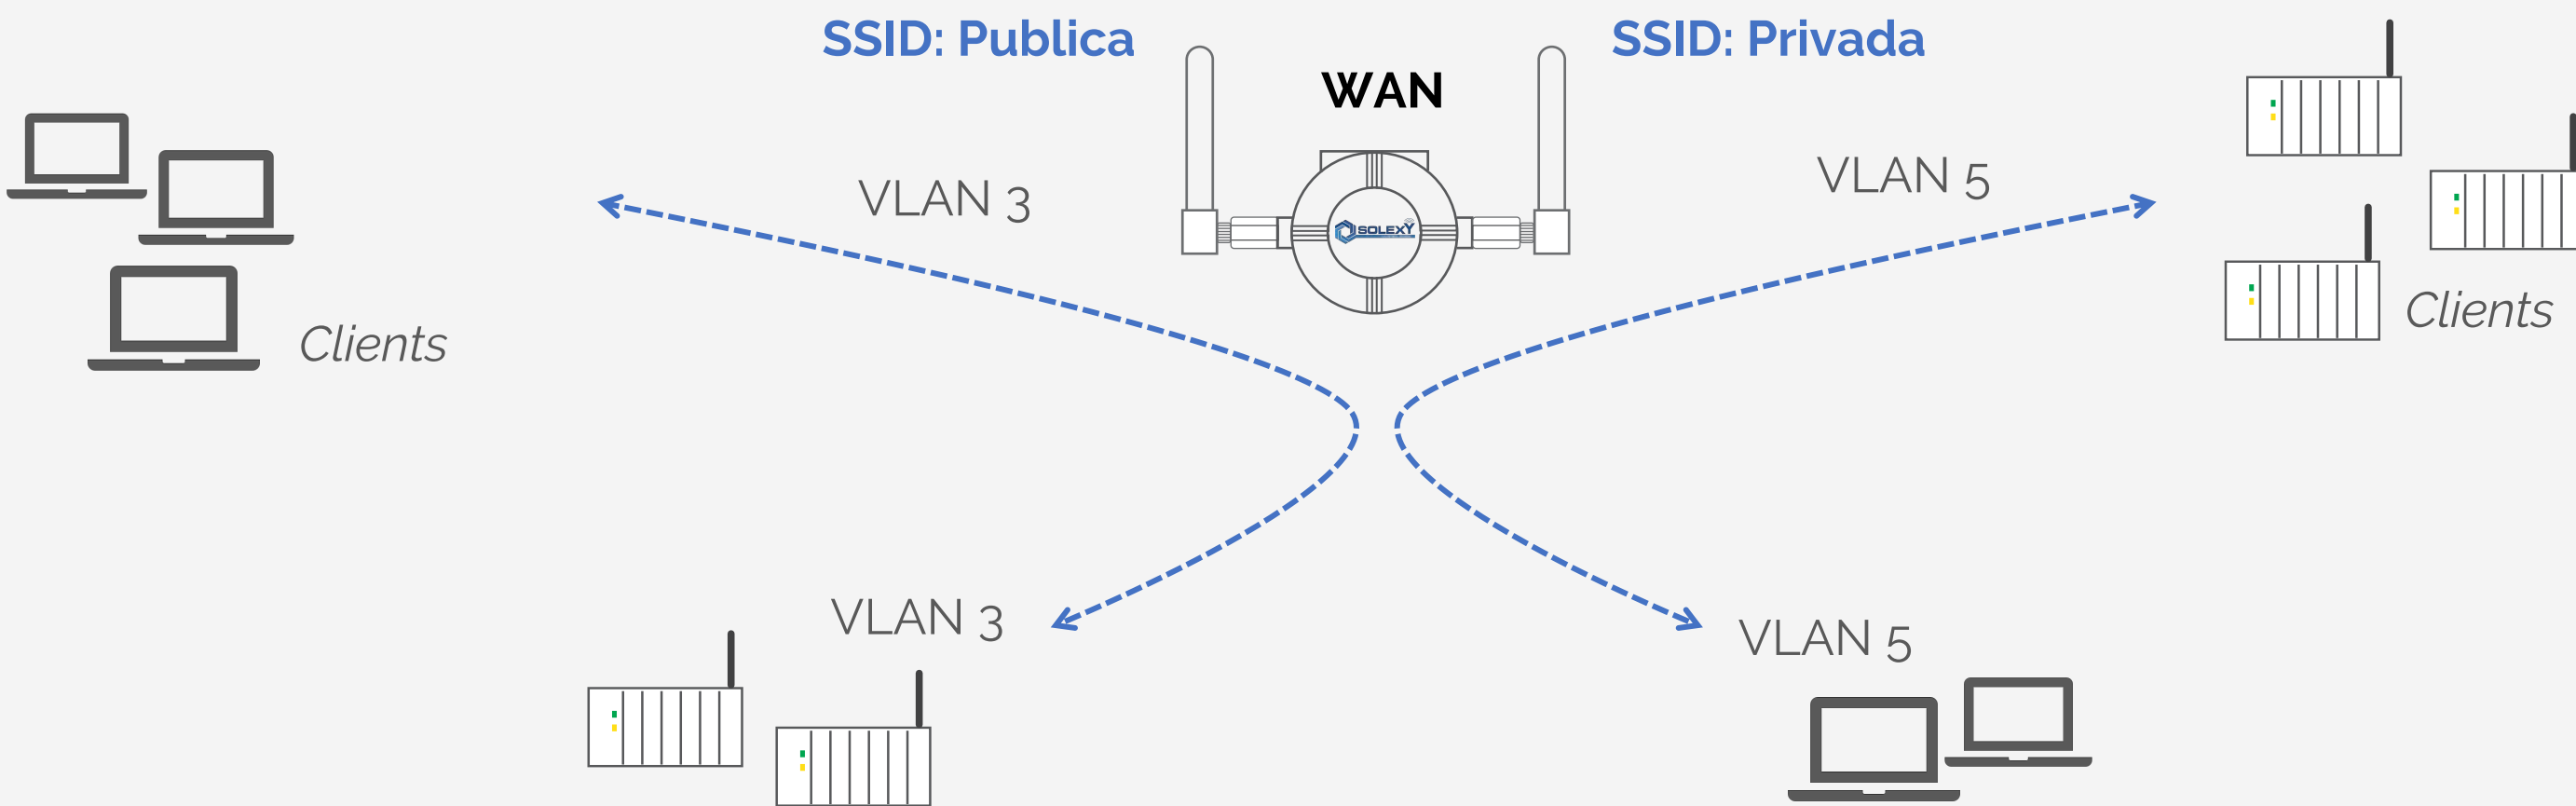 SSID: Publica
SSID: Privada
WAN
VLAN 3
VLAN 5
SOLEXY
Clients
Clients
VLAN 3
VLAN 5